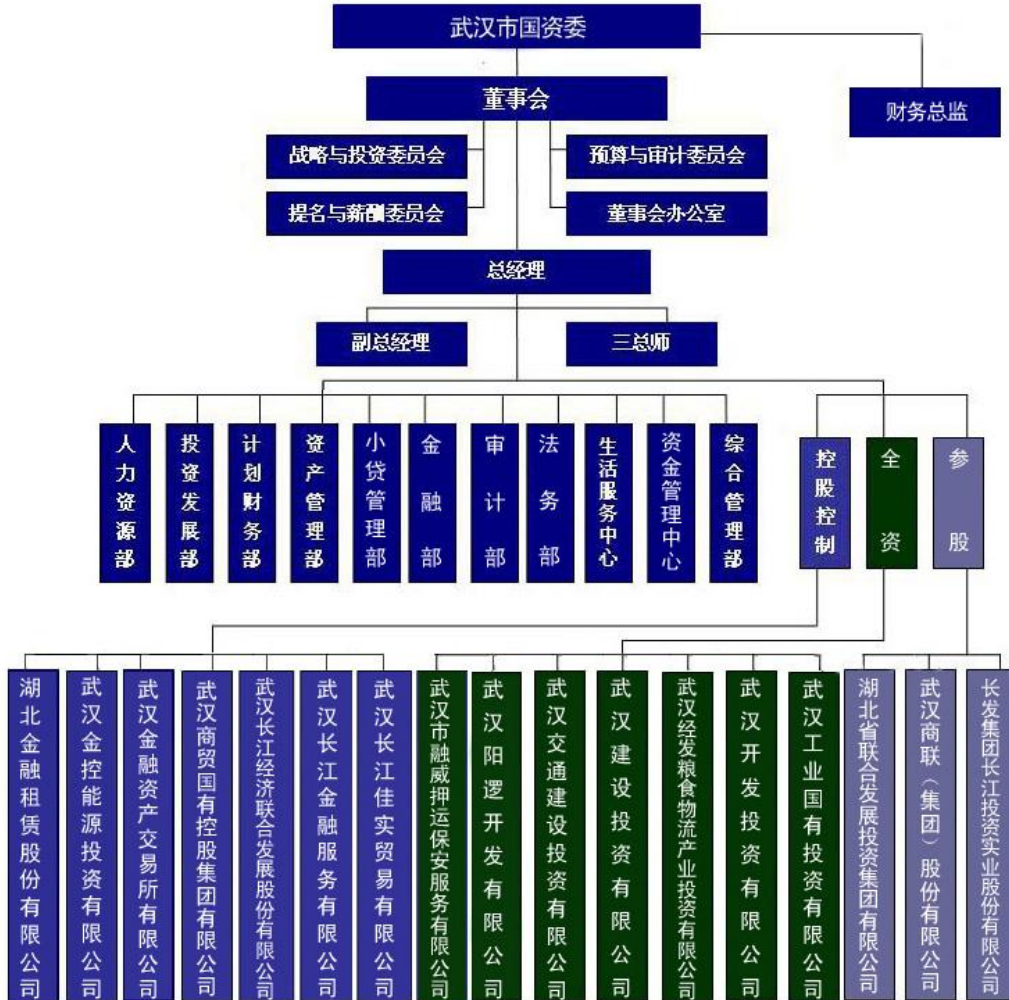 武汉市国资委
董事会
财务总监
战略与投资委员会
预算与审计委员会
提名与薪酬委员会
董事会办公室
总经理
副总经理
三总师
人力资源部
投资发展部
计划财务部
资产管理部
小贷管理部
金融部
审计部
法务部
生活服务中心
资金管理中心
综合管理部
控股控制
全资
参股
湖北金融租赁股份有限公司
武汉金控能源投资有限公司
武汉金融资产交易所有限公司
武汉商贸国有控股集团有限公司
武汉长江经济联合发展股份有限公司
武汉长江金融服务有限公司
武汉长江佳实贸易有限公司
武汉市融威押运保安服务有限公司
武汉阳逻开发有限公司
武汉交通建设投资有限公司
武汉建设投资有限公司
武汉经发粮食物流产业投资有限公司
武汉开发投资有限公司
武汉工业国有投资有限公司
湖北省联合发展投资集团有限公司
武汉商联（集团）股份有限公司
长发集团长江投资实业股份有限公司